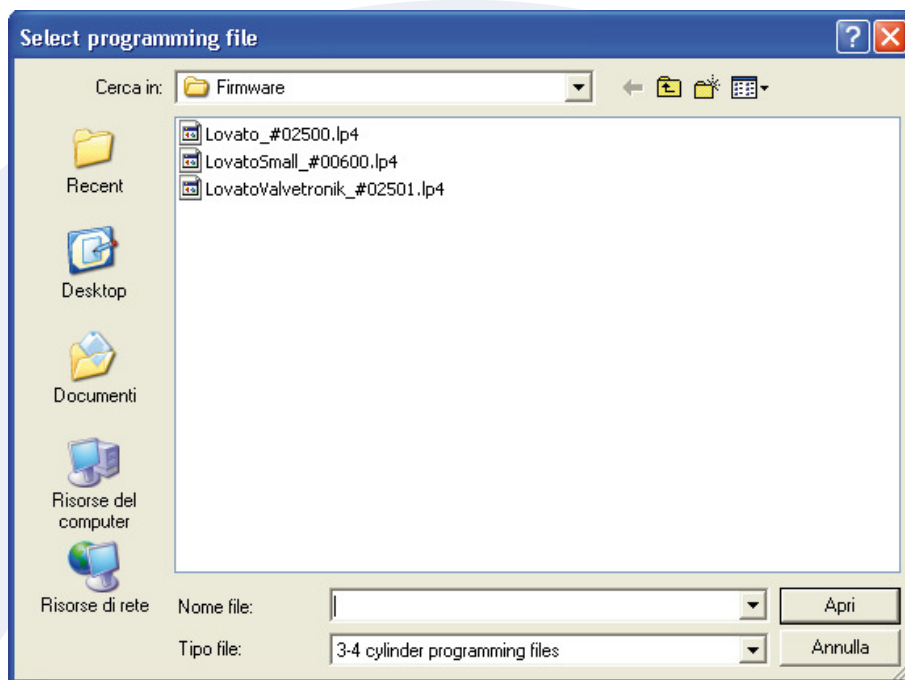 Select programming file
Cerca in: Firmware
Lovato_#02500.lp4
LovatoSmall_#00600.lp4
LovatoValvetronik_#02501.lp4
Recent
Desktop
Documenti
Risorse del
computer
Risorse di rete
Nome file: Apri
Tipo file: 3-4 cylinder programming files Annulla